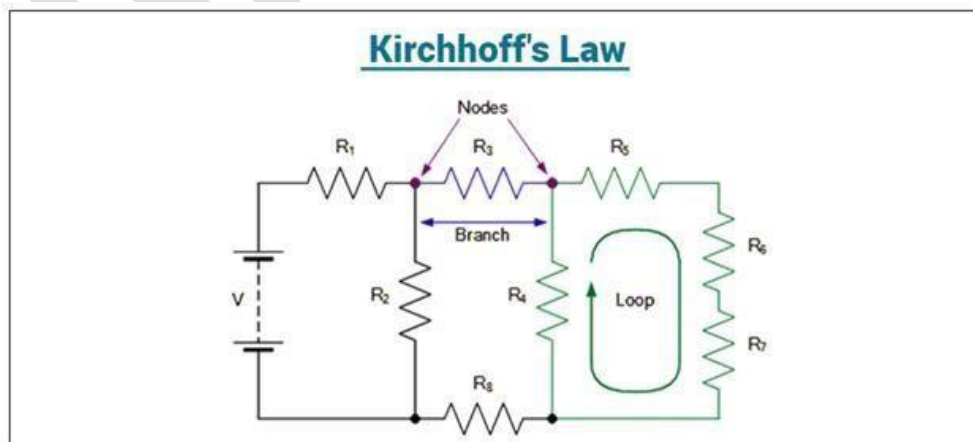 Kirchhoff's Law
Nodes
R₁
R₃
R₅
Branch
R₆
V
R₂
R₄
Loop
R₇
R₈